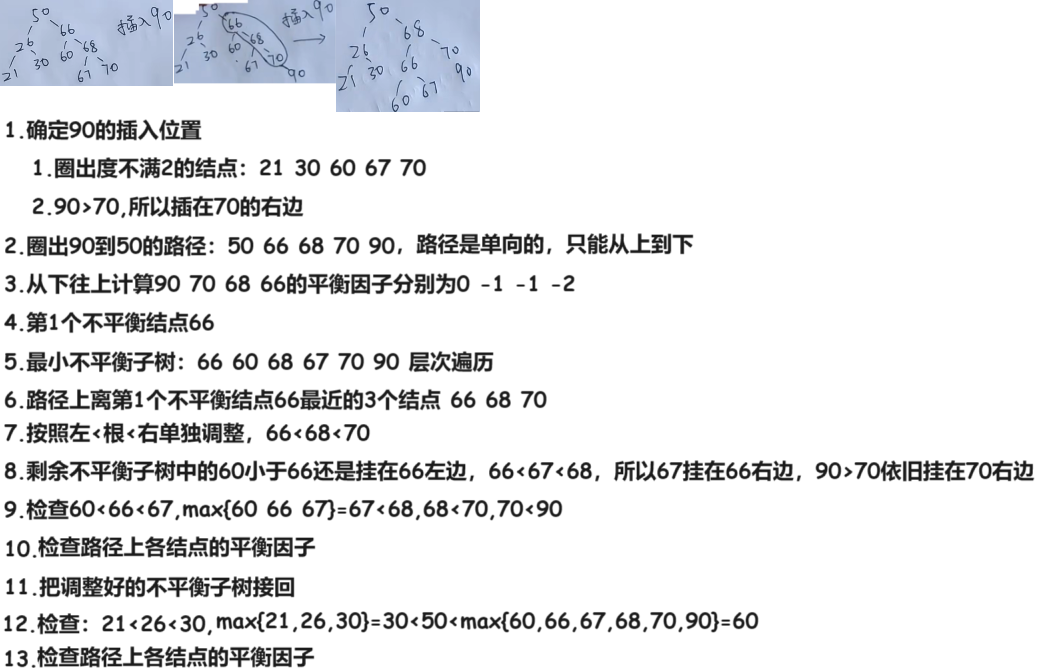 50
26 66 插入90
21 30 60 68
67 70
50
66 插入90
26 68
21 30 60 67 70
90
50
26 68
21 30 66 70
60 67 90
1.确定90的插入位置
1.圈出度不满2的结点：21 30 60 67 70
2.90>70,所以插在70的右边
2.圈出90到50的路径：50 66 68 70 90，路径是单向的，只能从上到下
3.从下往上计算90 70 68 66的平衡因子分别为0 -1 -1 -2
4.第1个不平衡结点66
5.最小不平衡子树：66 60 68 67 70 90 层次遍历
6.路径上离第1个不平衡结点66最近的3个结点 66 68 70
7.按照左<根<右单独调整，66<68<70
8.剩余不平衡子树中的60小于66还是挂在66左边，66<67<68，所以67挂在66右边，90>70依旧挂在70右边
9.检查60<66<67,max{60 66 67}=67<68,68<70,70<90
10.检查路径上各结点的平衡因子
11.把调整好的不平衡子树接回
12.检查：21<26<30,max{21,26,30}=30<50<max{60,66,67,68,70,90}=60
13.检查路径上各结点的平衡因子